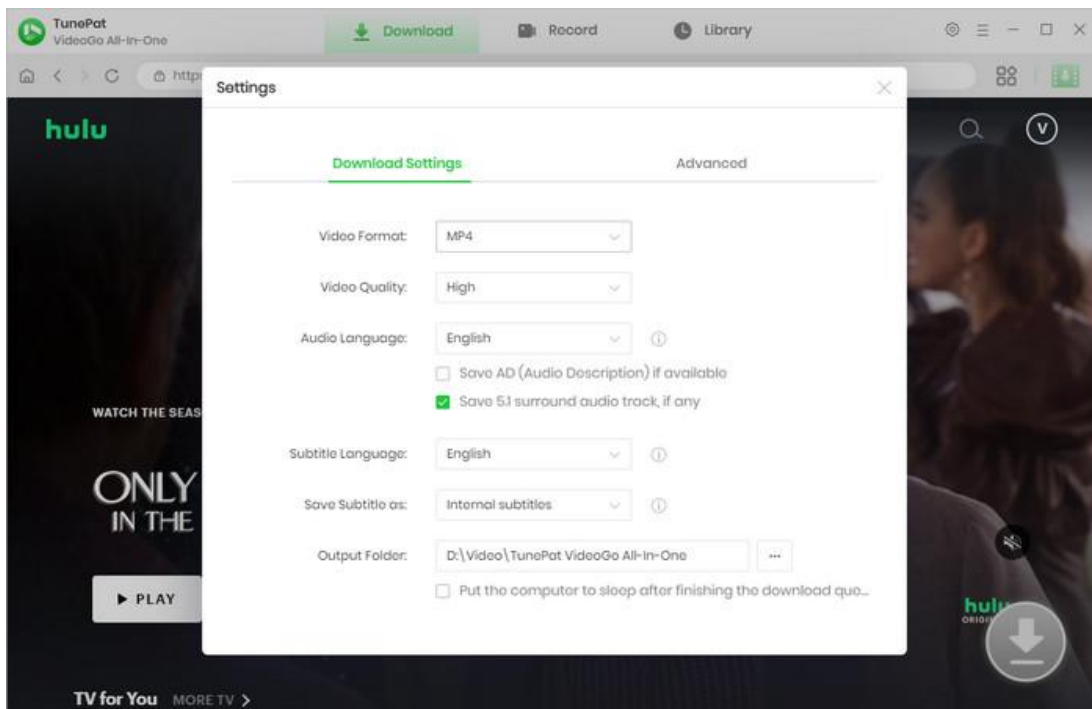 TunePat
VideoGo All-In-One
Download
Record
Library
http
Settings
hulu
V
Download Settings
Advanced
Video Format:
MP4
Video Quality:
High
Audio Language:
English
Save AD (Audio Description) if available
Save 5.1 surround audio track, if any
WATCH THE SEAS
Subtitle Language:
English
ONLY
IN THE
Save Subtitle as:
Internal subtitles
Output Folder:
D:\Video\TunePat VideoGo All-In-One
...
Put the computer to sleep after finishing the download que...
PLAY
hulu
TV for You MORE TV >